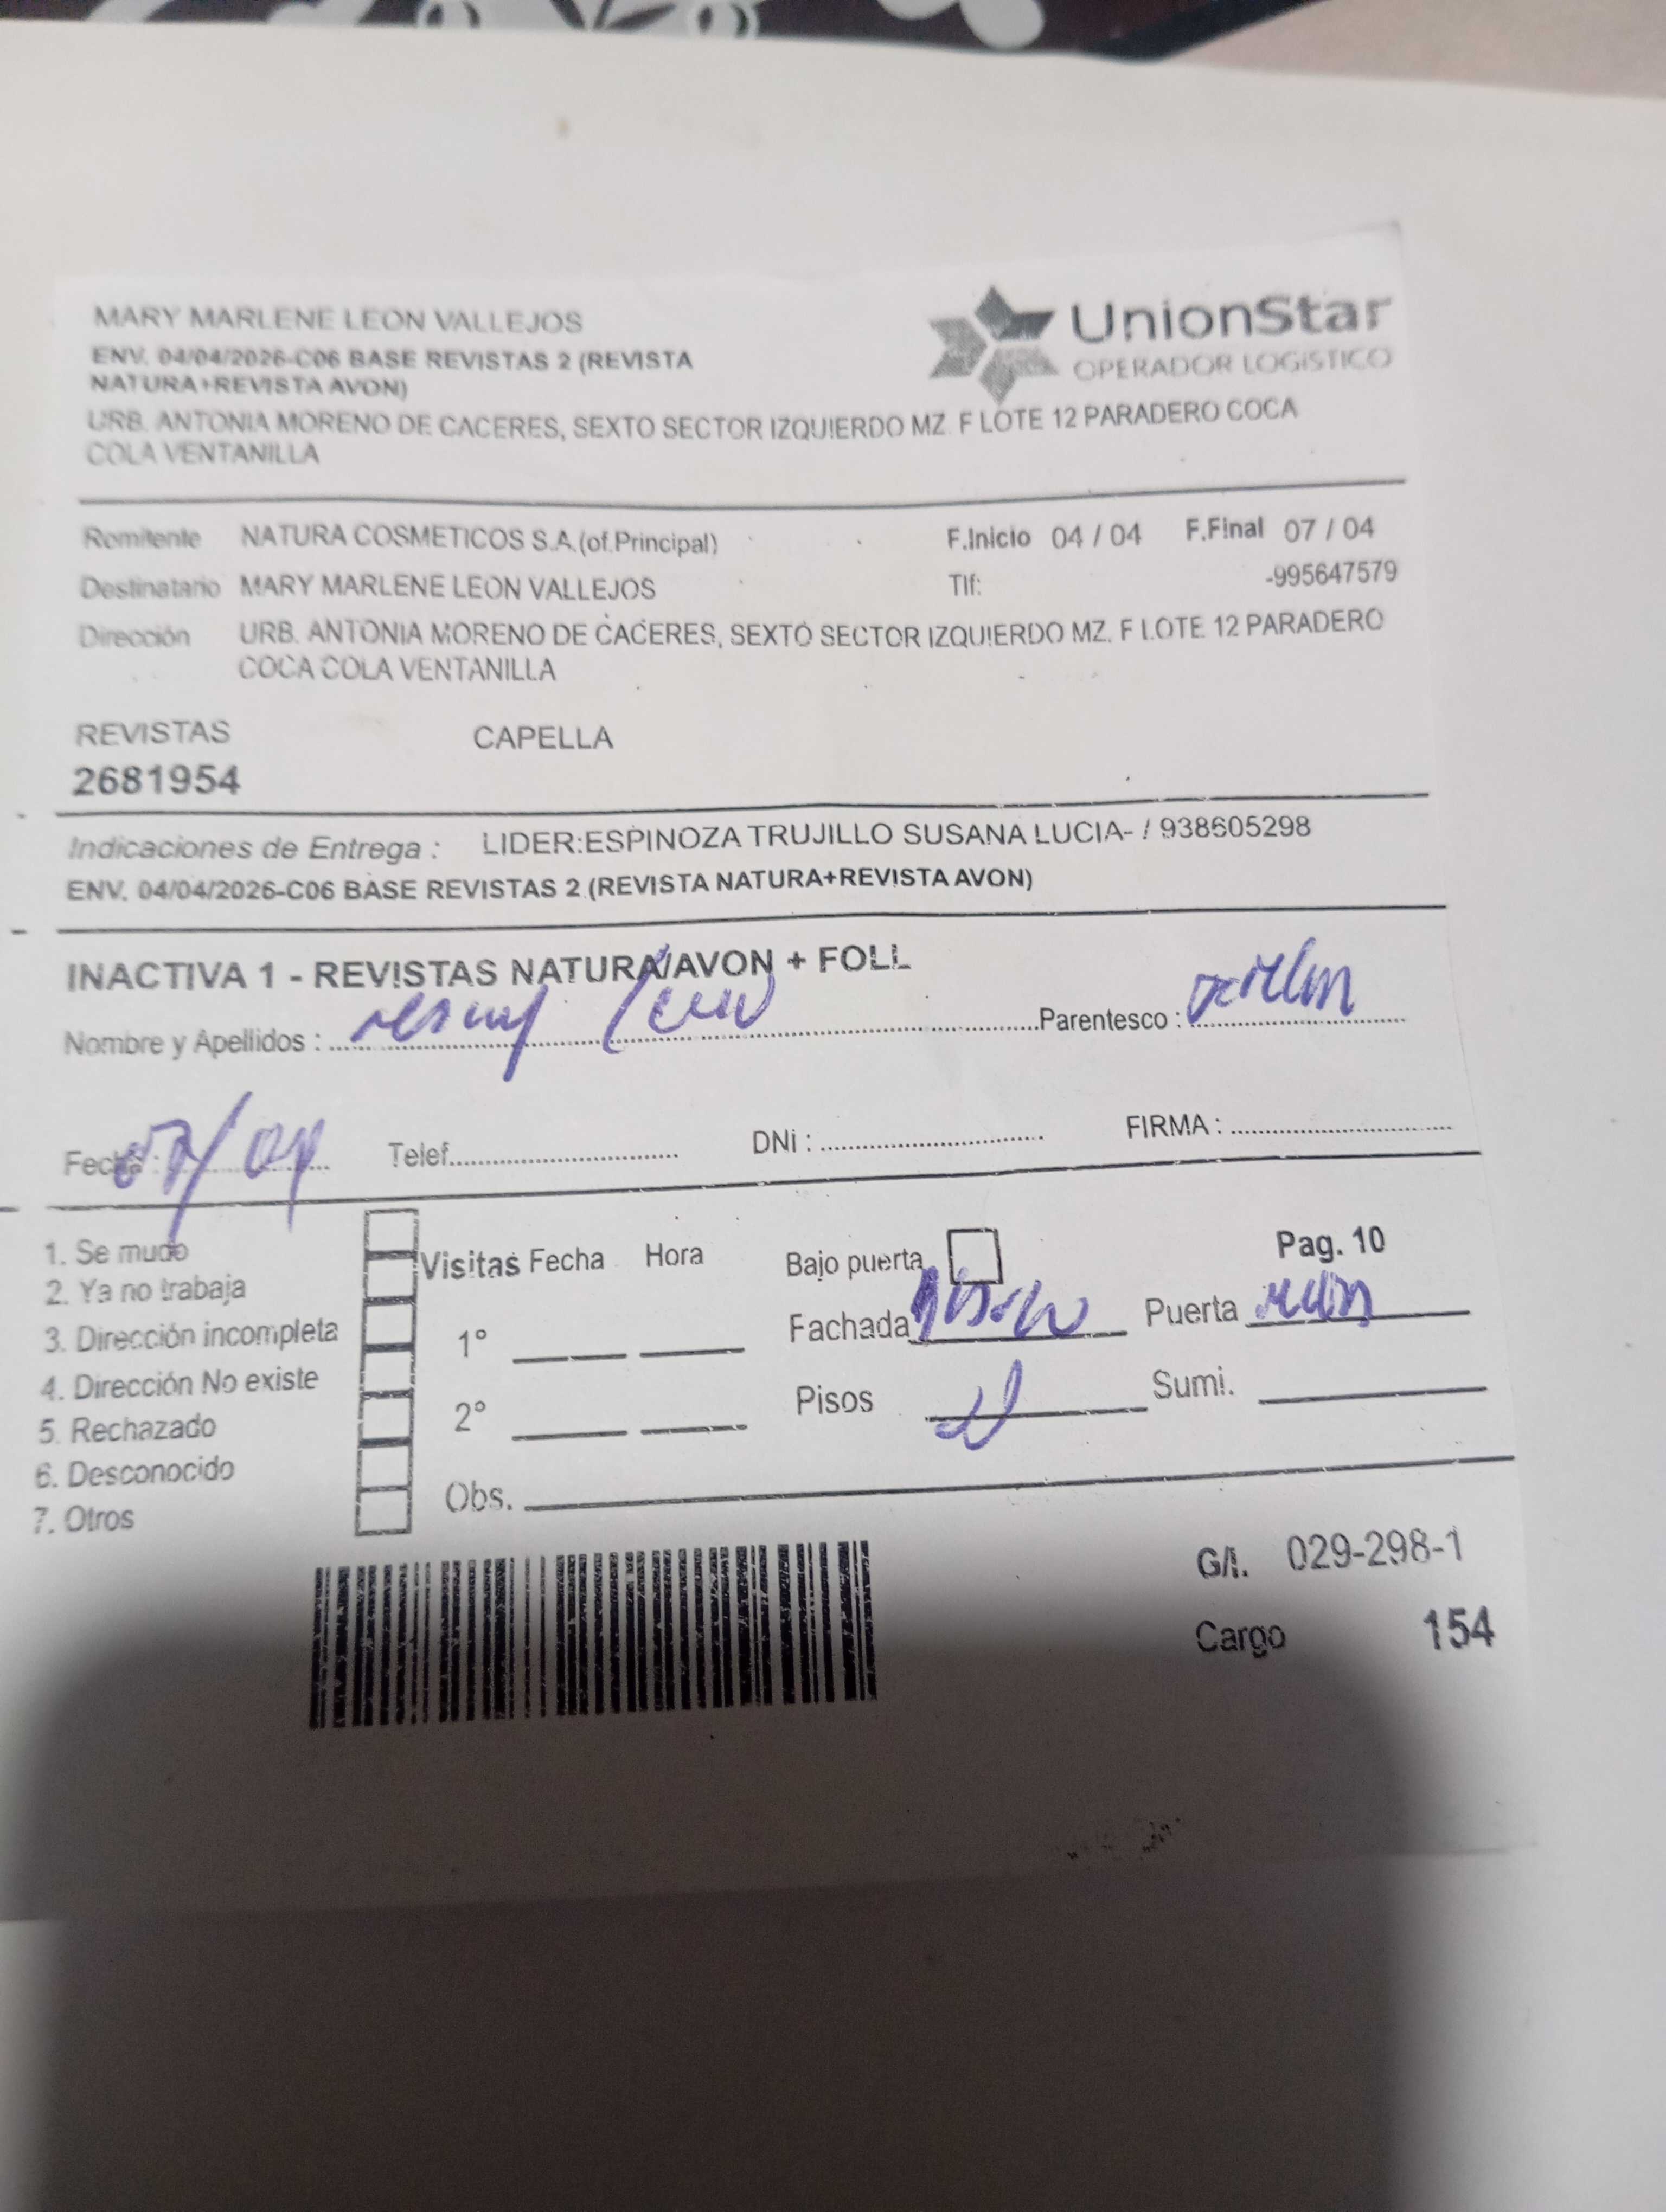 MARY MARLENE LEON VALLEJOS
ENV. 04/04/2026-C06 BASE REVISTAS 2 (REVISTA
NATURA+REVISTA AVON)
URB. ANTONIA MORENO DE CACERES, SEXTO SECTOR IZQUIERDO MZ. F LOTE 12 PARADERO COCA
COLA VENTANILLA
UnionStar
OPERADOR LOGíSTICO
Remitente NATURA COSMETICOS S.A.(of.Principal) F.Inicio 04 / 04 F.Final 07 / 04
Destinatario MARY MARLENE LEON VALLEJOS Tlf: -995647579
Dirección URB. ANTONIA MORENO DE CACERES, SEXTO SECTOR IZQUIERDO MZ. F LOTE 12 PARADERO
COCA COLA VENTANILLA
REVISTAS CAPELLA
2681954
Indicaciones de Entrega : LIDER:ESPINOZA TRUJILLO SUSANA LUCIA- / 938605298
ENV. 04/04/2026-C06 BASE REVISTAS 2 (REVISTA NATURA+REVISTA AVON)
INACTIVA 1 - REVISTAS NATURA/AVON + FOLL
Nombre y Apellidos : Parentesco :
Fecha : 07/04 Telef. DNI : FIRMA :
1. Se mudo
2. Ya no trabaja
3. Dirección incompleta
4. Dirección No existe
5. Rechazado
6. Desconocido
7. Otros
Visitas Fecha Hora
1°
2°
Obs.
Bajo puerta Pag. 10
Fachada Puerta
Pisos Sumi.
G/I. 029-298-1
Cargo 154